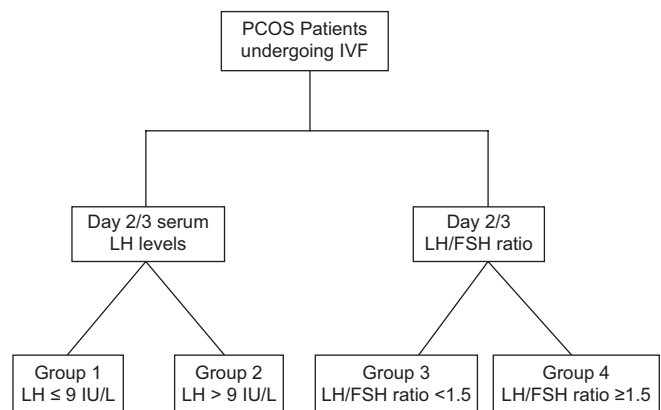 PCOS Patients
undergoing IVF
Day 2/3 serum
LH levels
Day 2/3
LH/FSH ratio
Group 1
LH ≤ 9 IU/L
Group 2
LH > 9 IU/L
Group 3
LH/FSH ratio <1.5
Group 4
LH/FSH ratio ≥1.5